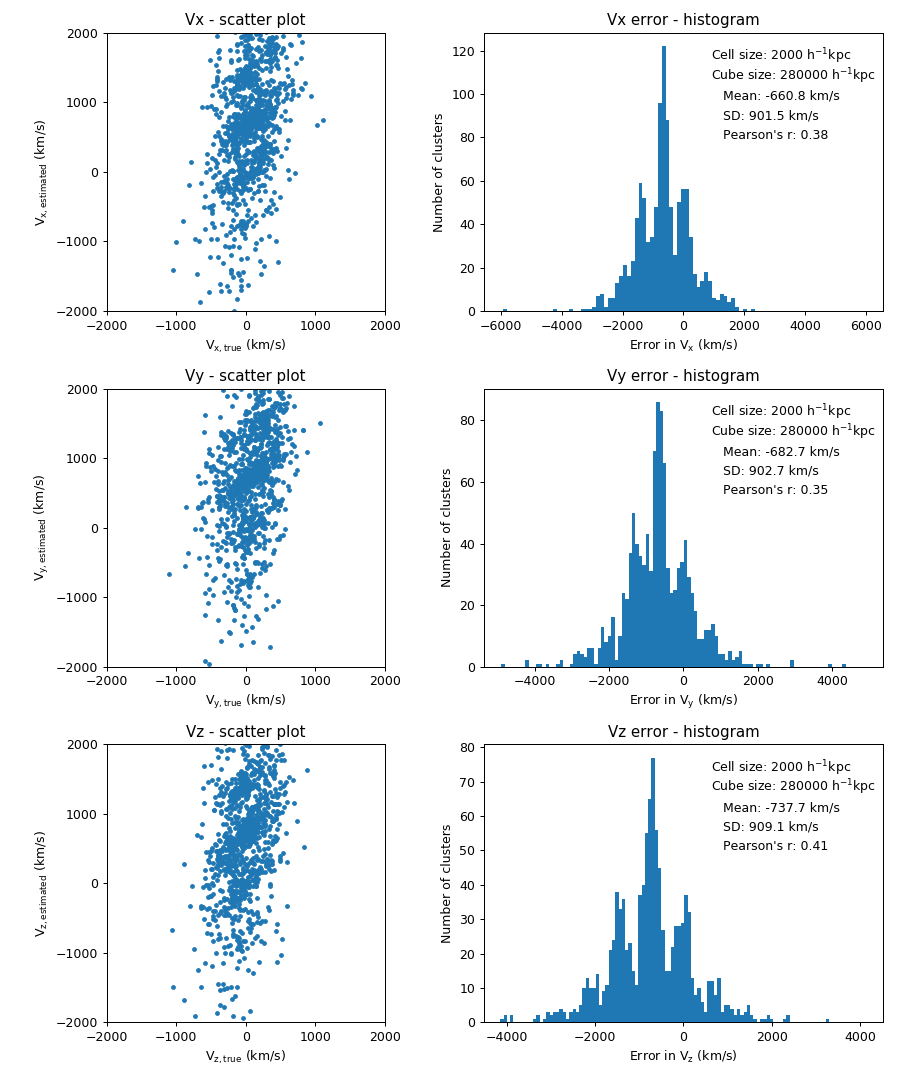 Vx - scatter plot
2000
1000
0
−1000
−2000
V_x, estimated (km/s)
−2000 −1000 0 1000 2000
V_x, true (km/s)
Vx error - histogram
120
100
80
60
40
20
0
Number of clusters
Cell size: 2000 h⁻¹kpc
Cube size: 280000 h⁻¹kpc
Mean: -660.8 km/s
SD: 901.5 km/s
Pearson's r: 0.38
−6000 −4000 −2000 0 2000 4000 6000
Error in V_x (km/s)
Vy - scatter plot
2000
1000
0
−1000
−2000
V_y, estimated (km/s)
−2000 −1000 0 1000 2000
V_y, true (km/s)
Vy error - histogram
80
60
40
20
0
Number of clusters
Cell size: 2000 h⁻¹kpc
Cube size: 280000 h⁻¹kpc
Mean: -682.7 km/s
SD: 902.7 km/s
Pearson's r: 0.35
−4000 −2000 0 2000 4000
Error in V_y (km/s)
Vz - scatter plot
2000
1000
0
−1000
−2000
V_z, estimated (km/s)
−2000 −1000 0 1000 2000
V_z, true (km/s)
Vz error - histogram
80
70
60
50
40
30
20
10
0
Number of clusters
Cell size: 2000 h⁻¹kpc
Cube size: 280000 h⁻¹kpc
Mean: -737.7 km/s
SD: 909.1 km/s
Pearson's r: 0.41
−4000 −2000 0 2000 4000
Error in V_z (km/s)